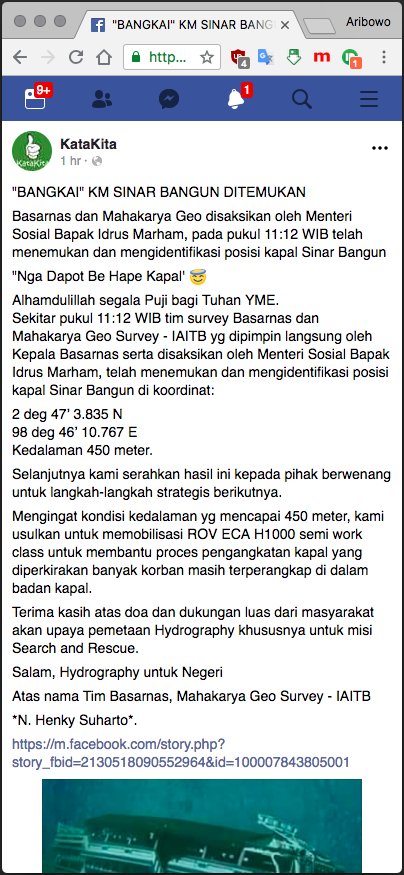 "BANGKAI" KM SINAR BANG
Aribowo
https...
4
1
9+
1
KataKita
KataKita
1 hr
"BANGKAI" KM SINAR BANGUN DITEMUKAN
Basarnas dan Mahakarya Geo disaksikan oleh Menteri
Sosial Bapak Idrus Marham, pada pukul 11:12 WIB telah
menemukan dan mengidentifikasi posisi kapal Sinar Bangun
"Nga Dapot Be Hape Kapal' 😇
Alhamdulillah segala Puji bagi Tuhan YME.
Sekitar pukul 11:12 WIB tim survey Basarnas dan
Mahakarya Geo Survey - IAITB yg dipimpin langsung oleh
Kepala Basarnas serta disaksikan oleh Menteri Sosial Bapak
Idrus Marham, telah menemukan dan mengidentifikasi posisi
kapal Sinar Bangun di koordinat:
2 deg 47' 3.835 N
98 deg 46' 10.767 E
Kedalaman 450 meter.
Selanjutnya kami serahkan hasil ini kepada pihak berwenang
untuk langkah-langkah strategis berikutnya.
Mengingat kondisi kedalaman yg mencapai 450 meter, kami
usulkan untuk memobilisasi ROV ECA H1000 semi work
class untuk membantu proces pengangkatan kapal yang
diperkirakan banyak korban masih terperangkap di dalam
badan kapal.
Terima kasih atas doa dan dukungan luas dari masyarakat
akan upaya pemetaan Hydrography khususnya untuk misi
Search and Rescue.
Salam, Hydrography untuk Negeri
Atas nama Tim Basarnas, Mahakarya Geo Survey - IAITB
*N. Henky Suharto*.
https://m.facebook.com/story.php?
story_fbid=2130518090552964&id=100007843805001